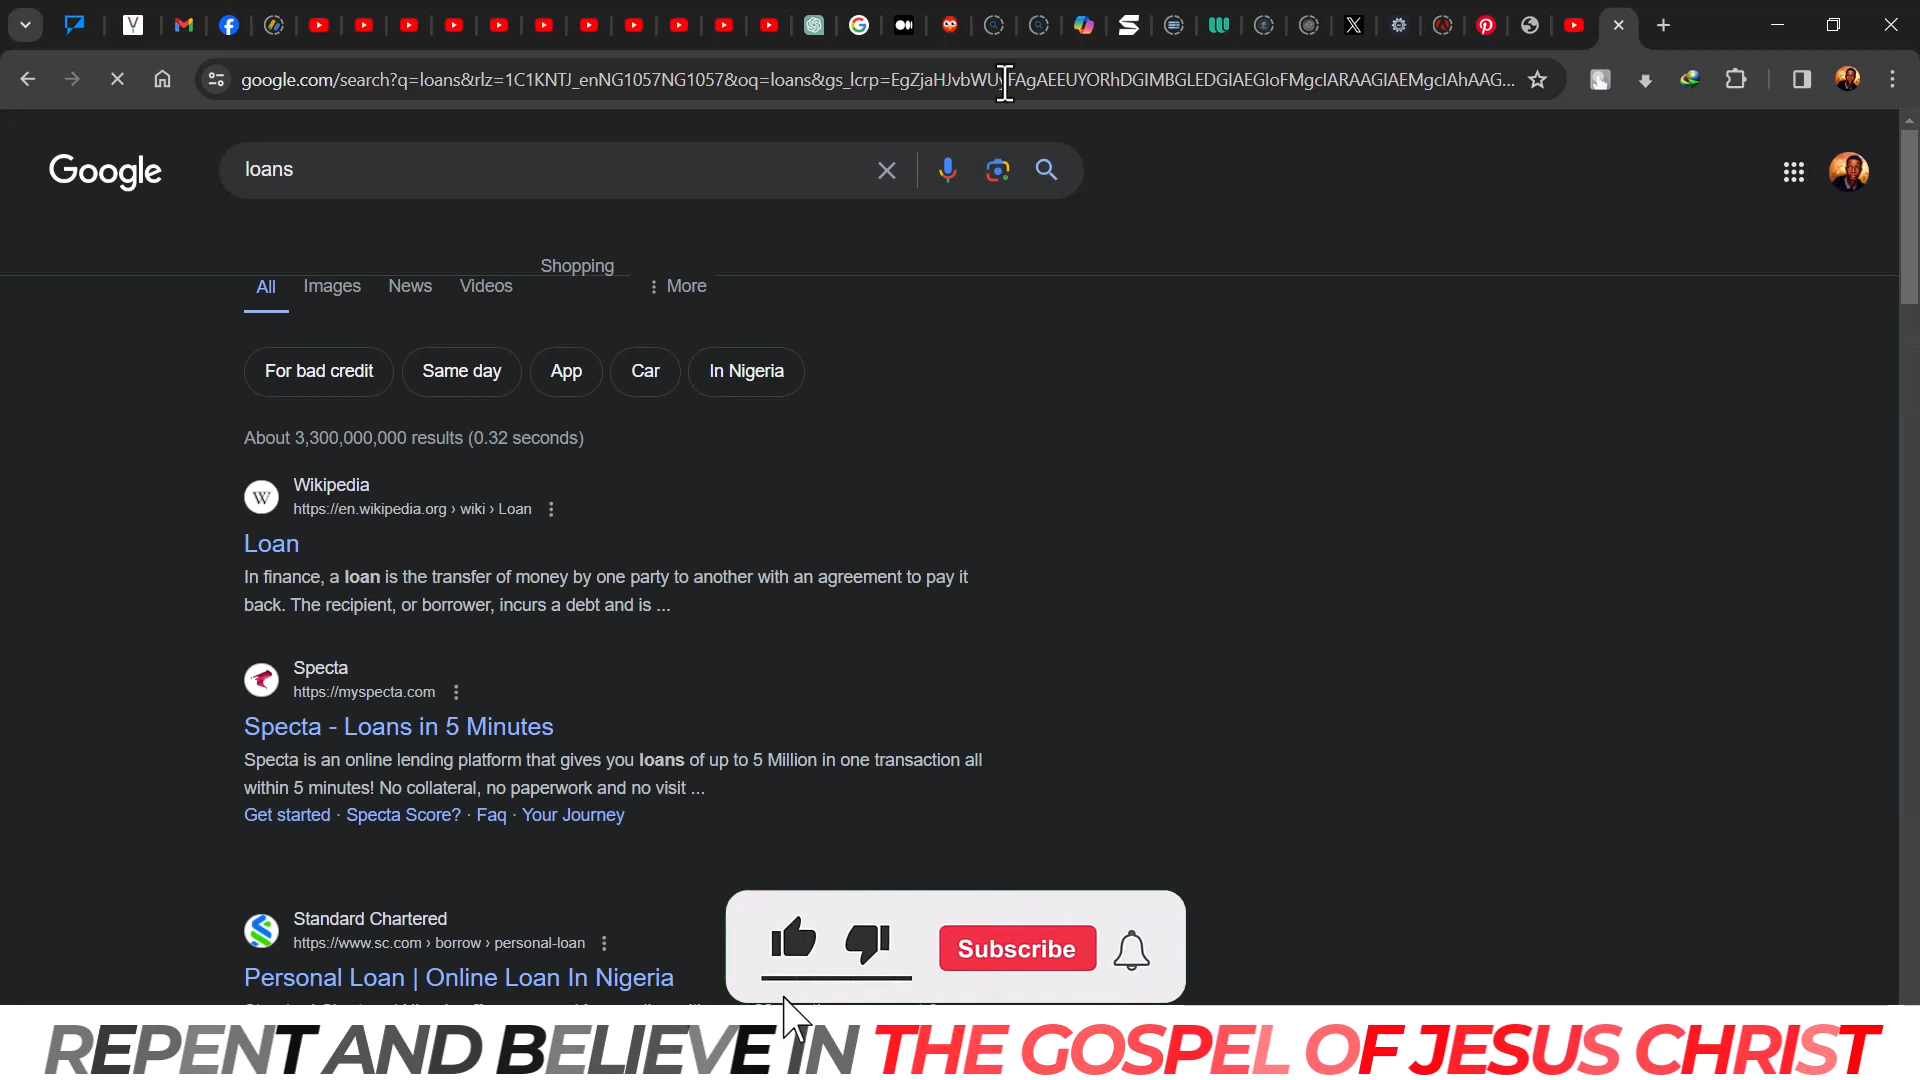 google.com/search?q=loans&rlz=1C1KNTJ_enNG1057NG1057&oq=loans&gs_lcrp=EgZjaHJvbWUyFAgAEEUYORhDGIMBGLEDGIAEGIoFMgcIARAAGIAEMgcIAhAAG...
Google
loans
Shopping
All Images News Videos More
For bad credit Same day App Car In Nigeria
About 3,300,000,000 results (0.32 seconds)
W
Wikipedia
https://en.wikipedia.org › wiki › Loan
Loan
In finance, a loan is the transfer of money by one party to another with an agreement to pay it
back. The recipient, or borrower, incurs a debt and is ...
Specta
https://myspecta.com
Specta - Loans in 5 Minutes
Specta is an online lending platform that gives you loans of up to 5 Million in one transaction all
within 5 minutes! No collateral, no paperwork and no visit ...
Get started · Specta Score? · Faq · Your Journey
Standard Chartered
https://www.sc.com › borrow › personal-loan
Personal Loan | Online Loan In Nigeria
Subscribe
REPENT AND BELIEVE IN THE GOSPEL OF JESUS CHRIST